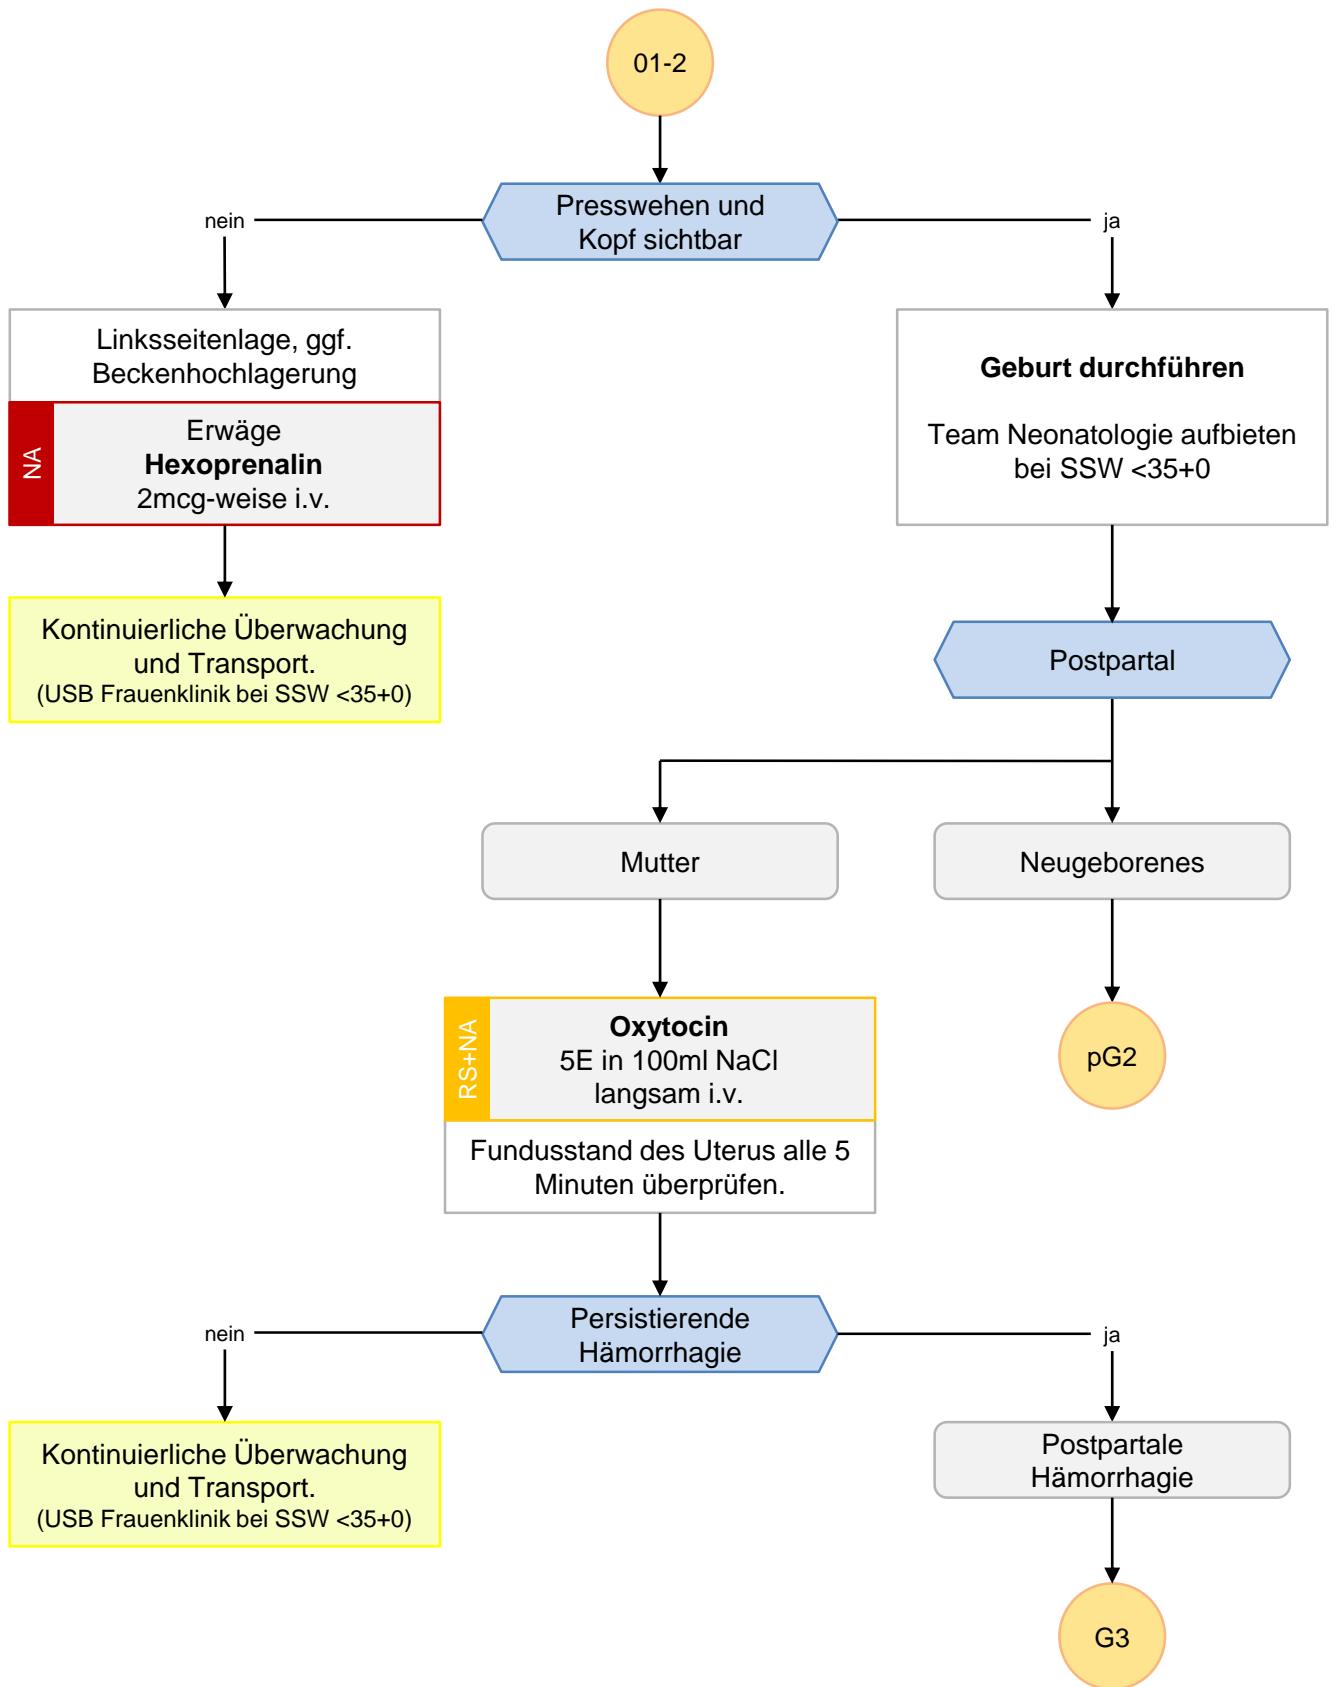 01-2
Presswehen und
Kopf sichtbar
nein
ja
Linksseitenlage, ggf.
Beckenhochlagerung
NA
Erwäge
Hexoprenalin
2mcg-weise i.v.
Kontinuierliche Überwachung
und Transport.
(USB Frauenklinik bei SSW <35+0)
Geburt durchführen
Team Neonatologie aufbieten
bei SSW <35+0
Postpartal
Mutter
Neugeborenes
RS+NA
Oxytocin
5E in 100ml NaCl
langsam i.v.
Fundusstand des Uterus alle 5
Minuten überprüfen.
pG2
Persistierende
Hämorrhagie
nein
ja
Kontinuierliche Überwachung
und Transport.
(USB Frauenklinik bei SSW <35+0)
Postpartale
Hämorrhagie
G3